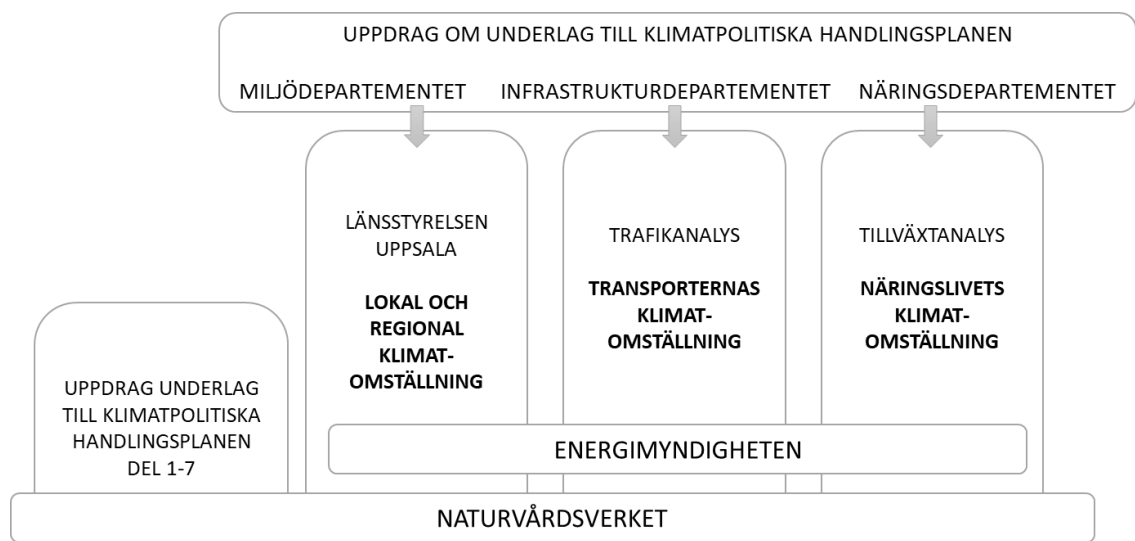 UPPDRAG OM UNDERLAG TILL KLIMATPOLITISKA HANDLINGSPLANEN
MILJÖDEPARTEMENTET INFRASTRUKTURDEPARTEMENTET NÄRINGSDEPARTEMENTET
LÄNSSTYRELSEN
UPPSALA
LOKAL OCH
REGIONAL
KLIMAT-
OMSTÄLLNING
TRAFIKANALYS
TRANSPORTERNAS
KLIMAT-
OMSTÄLLNING
TILLVÄXTANALYS
NÄRINGSLIVETS
KLIMAT-
OMSTÄLLNING
UPPDRAG UNDERLAG
TILL KLIMATPOLITISKA
HANDLINGSPLANEN
DEL 1-7
ENERGIMYNDIGHETEN
NATURVÅRDSVERKET